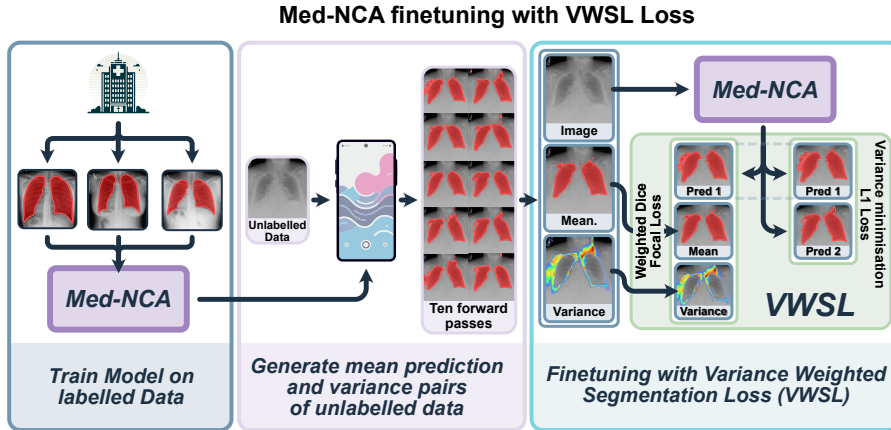 Med-NCA finetuning with VWSL Loss
Med-NCA
Train Model on
labelled Data
Unlabelled
Data
Ten forward
passes
Generate mean prediction
and variance pairs
of unlabelled data
Image
Mean.
Variance
Med-NCA
Weighted Dice
Focal Loss
Pred 1
Mean
Variance
Pred 1
Pred 2
Variance minimisation
L1 Loss
VWSL
Finetuning with Variance Weighted
Segmentation Loss (VWSL)